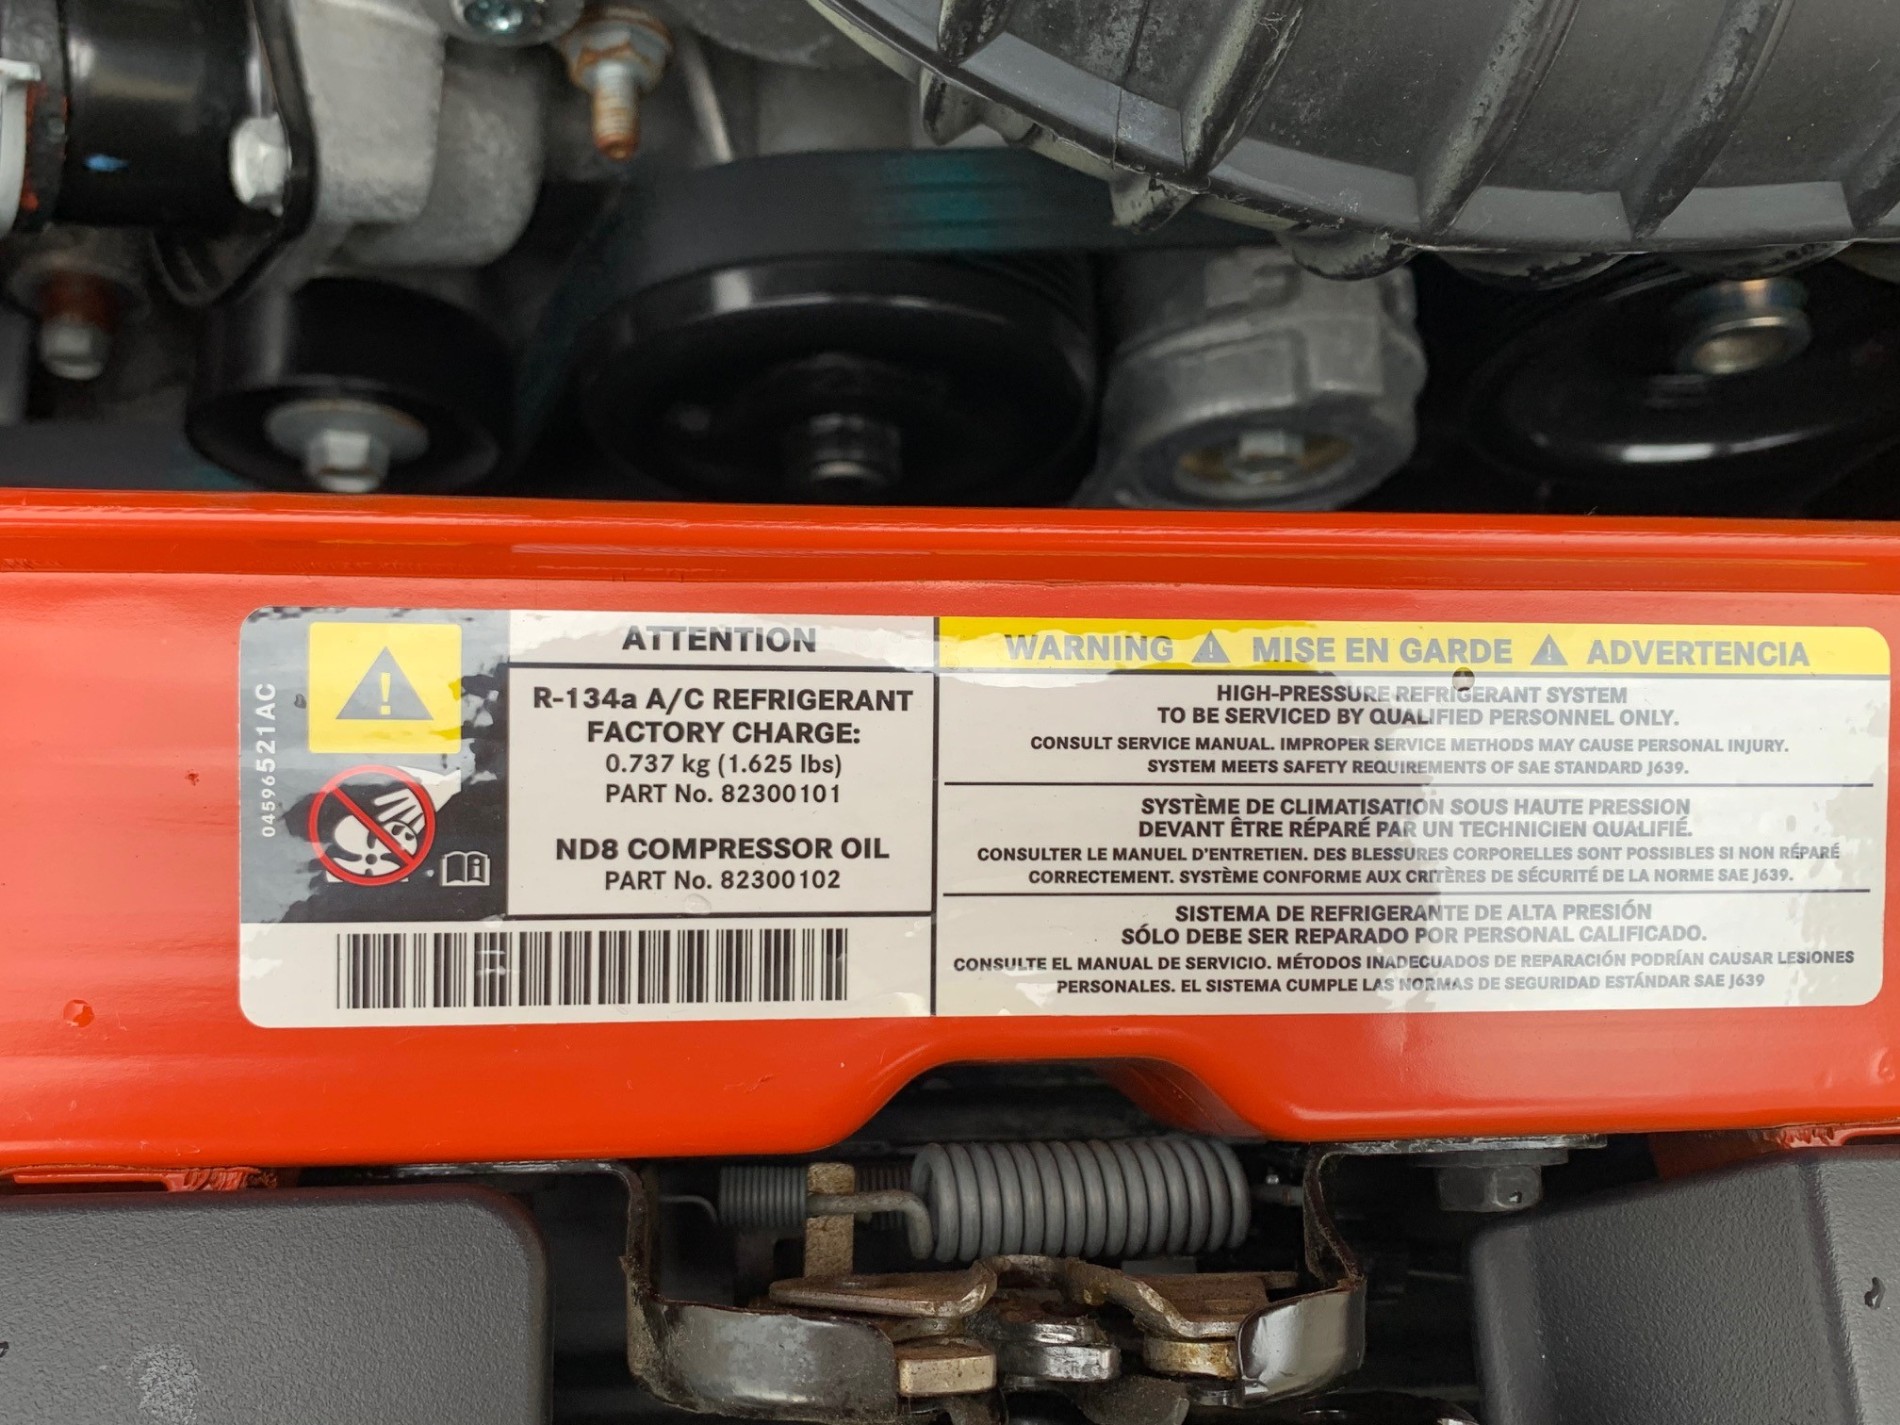 04596521AC
ATTENTION
R-134a A/C REFRIGERANT
FACTORY CHARGE:
0.737 kg (1.625 lbs)
PART No. 82300101
ND8 COMPRESSOR OIL
PART No. 82300102
WARNING ⚠ MISE EN GARDE ⚠ ADVERTENCIA
HIGH-PRESSURE REFRIGERANT SYSTEM
TO BE SERVICED BY QUALIFIED PERSONNEL ONLY.
CONSULT SERVICE MANUAL. IMPROPER SERVICE METHODS MAY CAUSE PERSONAL INJURY.
SYSTEM MEETS SAFETY REQUIREMENTS OF SAE STANDARD J639.
SYSTÈME DE CLIMATISATION SOUS HAUTE PRESSION
DEVANT ÊTRE RÉPARÉ PAR UN TECHNICIEN QUALIFIÉ.
CONSULTER LE MANUEL D'ENTRETIEN. DES BLESSURES CORPORELLES SONT POSSIBLES SI NON RÉPARÉ
CORRECTEMENT. SYSTÈME CONFORME AUX CRITÈRES DE SÉCURITÉ DE LA NORME SAE J639.
SISTEMA DE REFRIGERANTE DE ALTA PRESIÓN
SÓLO DEBE SER REPARADO POR PERSONAL CALIFICADO.
CONSULTE EL MANUAL DE SERVICIO. MÉTODOS INADECUADOS DE REPARACIÓN PODRÍAN CAUSAR LESIONES
PERSONALES. EL SISTEMA CUMPLE LAS NORMAS DE SEGURIDAD ESTÁNDAR SAE J639